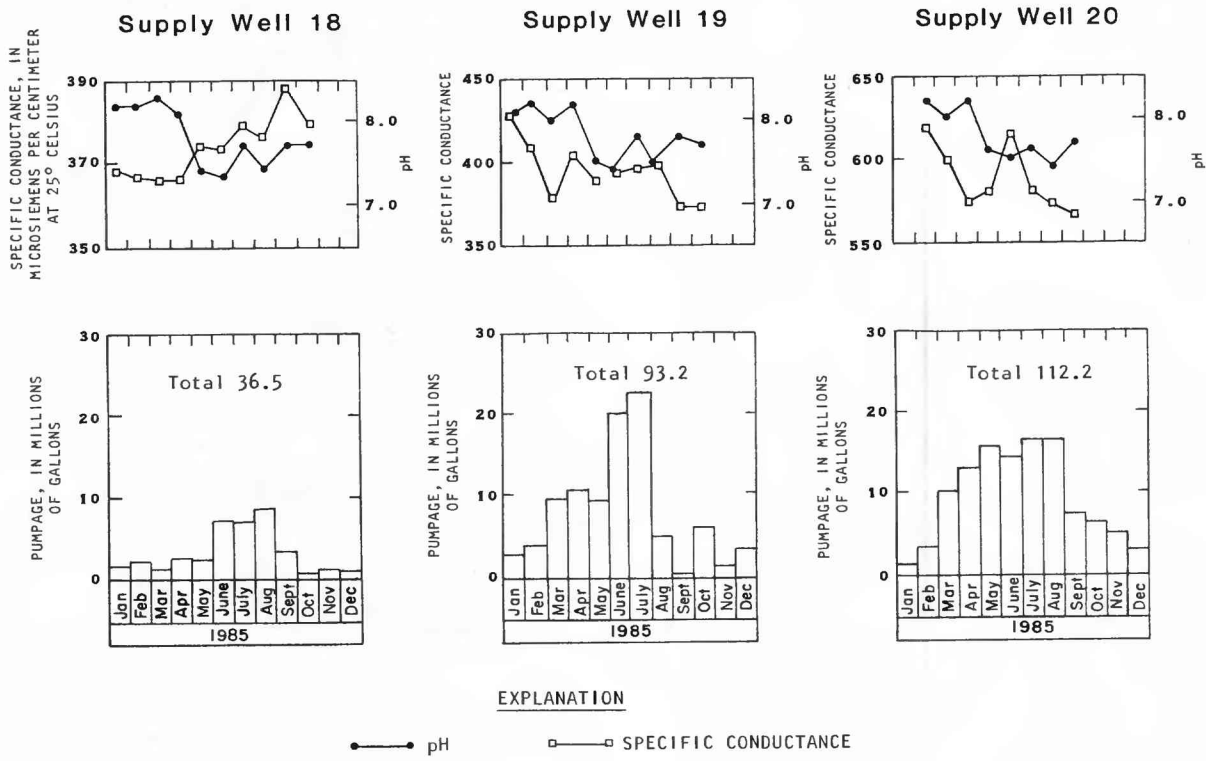 Supply Well 18
Supply Well 19
Supply Well 20
SPECIFIC CONDUCTANCE, IN
MICROSIEMENS PER CENTIMETER
AT 25° CELSIUS
390
370
350
8.0
7.0
pH
SPECIFIC CONDUCTANCE
450
400
350
8.0
7.0
pH
SPECIFIC CONDUCTANCE
650
600
550
8.0
7.0
pH
PUMPAGE, IN MILLIONS
OF GALLONS
30
20
10
0
Total 36.5
Jan Feb Mar Apr May June July Aug Sept Oct Nov Dec
1985
PUMPAGE, IN MILLIONS
OF GALLONS
30
20
10
0
Total 93.2
Jan Feb Mar Apr May June July Aug Sept Oct Nov Dec
1985
PUMPAGE, IN MILLIONS
OF GALLONS
30
20
10
0
Total 112.2
Jan Feb Mar Apr May June July Aug Sept Oct Nov Dec
1985
EXPLANATION
pH
SPECIFIC CONDUCTANCE